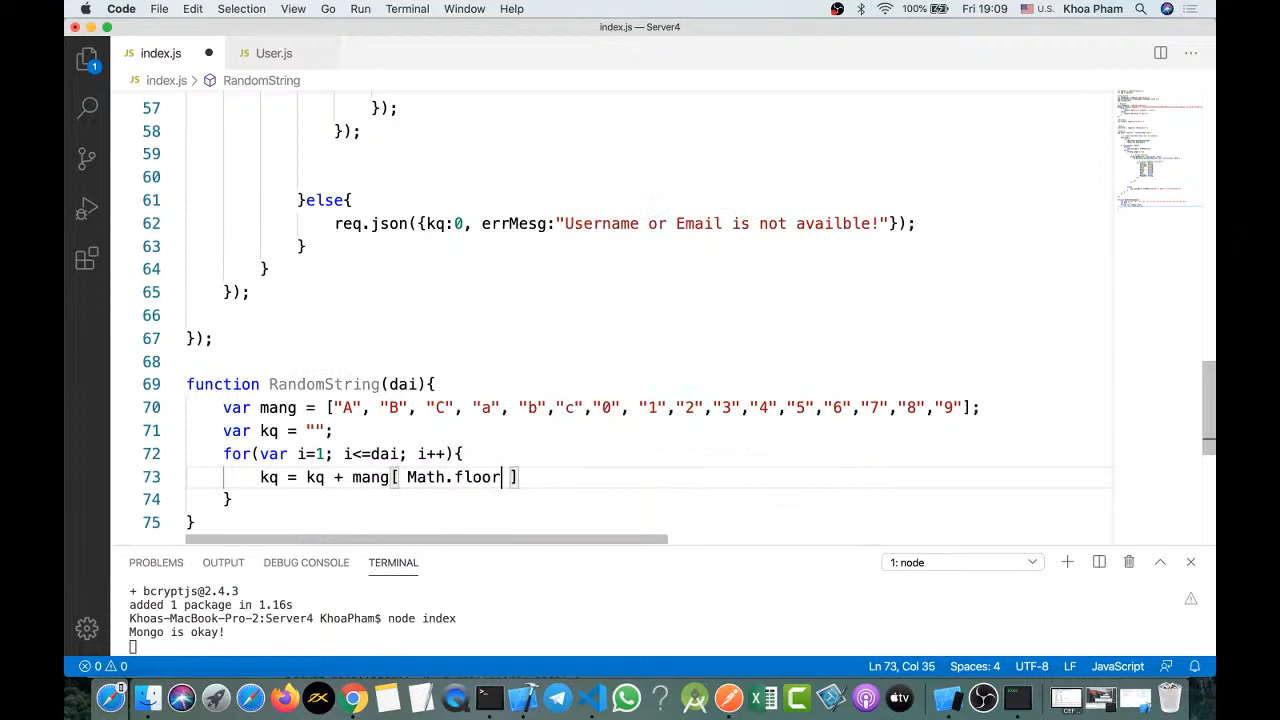 Code File Edit Selection View Go Run Terminal Window Help 100% Fri 19:09 U.S. Khoa Pham
index.js — Server4
JS index.js JS User.js
JS index.js > RandomString
57 });
58 });
59
60
61 }else{
62 req.json({kq:0, errMesg:"Username or Email is not availble!"});
63 }
64 }
65 });
66
67 });
68
69 function RandomString(dai){
70 var mang = ["A", "B", "C", "a", "b","c","0", "1","2","3","4","5","6","7","8","9"];
71 var kq = "";
72 for(var i=1; i<=dai; i++){
73 kq = kq + mang[ Math.floor ]
74 }
75 }
1
PROBLEMS OUTPUT DEBUG CONSOLE TERMINAL 1: node
+ bcryptjs@2.4.3
added 1 package in 1.16s
Khoas-MacBook-Pro-2:Server4 KhoaPham$ node index
Mongo is okay!
0 0 Ln 73, Col 35 Spaces: 4 UTF-8 LF JavaScript